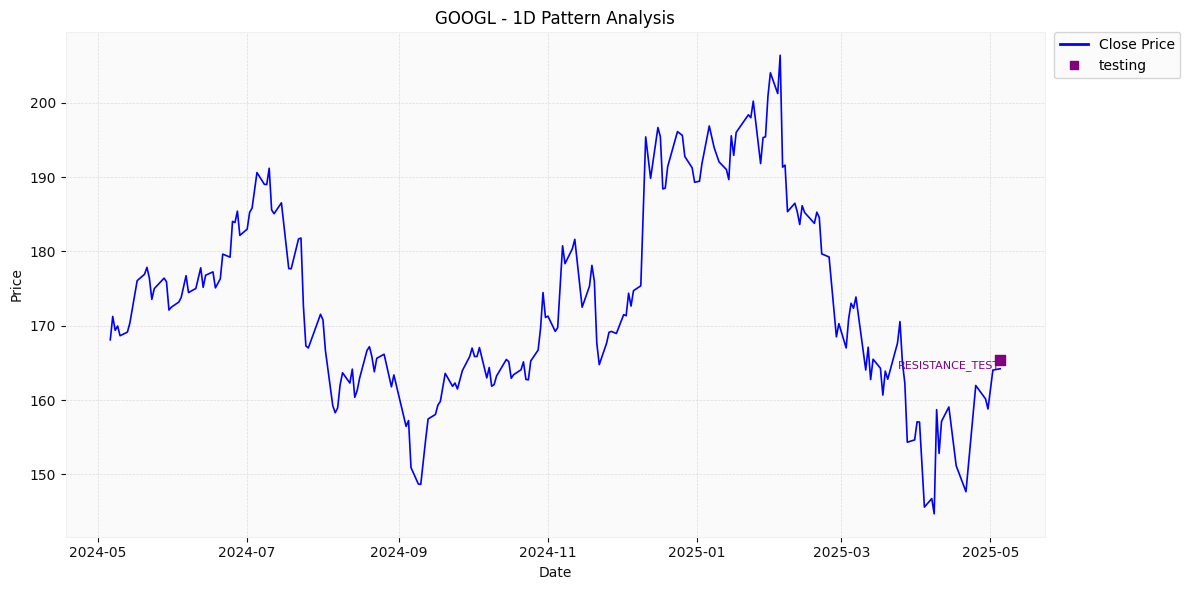 GOOGL - 1D Pattern Analysis
Close Price
testing
200
190
180
170
160
150
RESISTANCE_TEST
Price
2024-05
2024-07
2024-09
2024-11
2025-01
2025-03
2025-05
Date